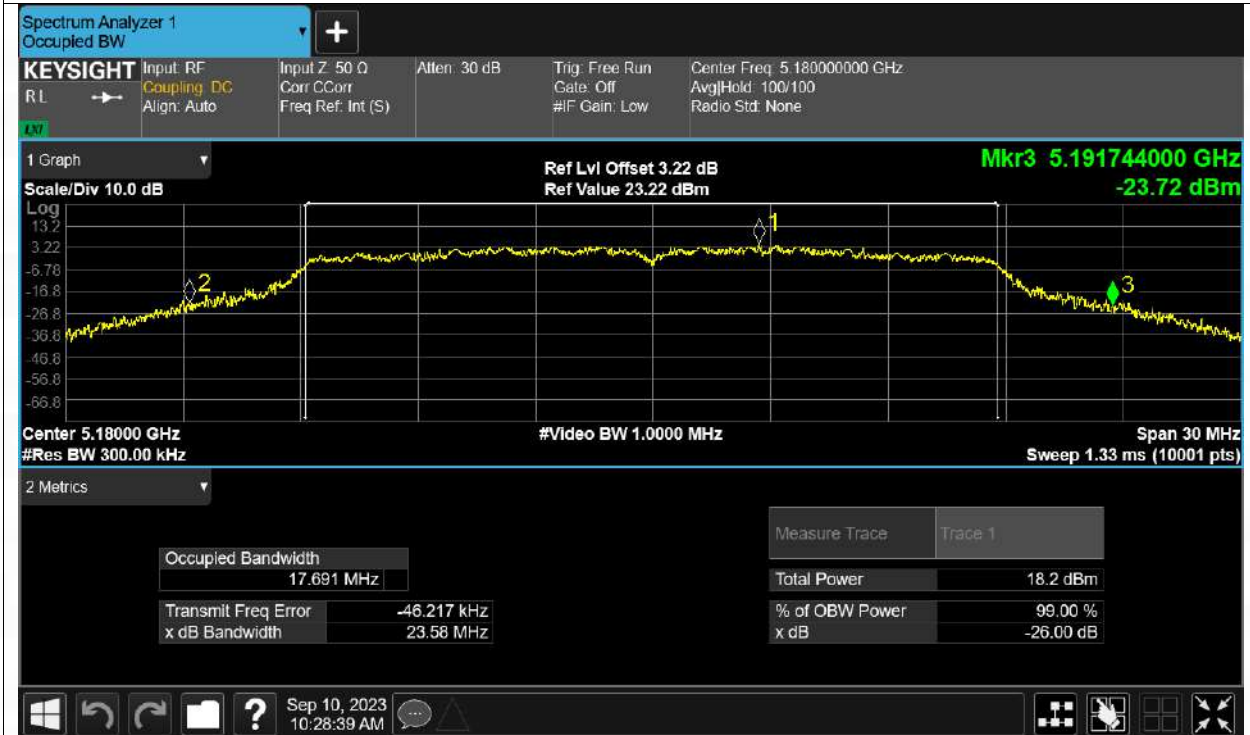 Spectrum Analyzer 1
Occupied BW
+
KEYSIGHT
RL
LXI
Input: RF
Coupling: DC
Align: Auto
Input Z: 50 Ω
Corr CCorr
Freq Ref: Int (S)
Atten: 30 dB
Trig: Free Run
Gate: Off
#IF Gain: Low
Center Freq: 5.180000000 GHz
Avg|Hold: 100/100
Radio Std: None
1 Graph
Scale/Div 10.0 dB
Ref Lvl Offset 3.22 dB
Ref Value 23.22 dBm
Mkr3 5.191744000 GHz
-23.72 dBm
Log
13.2
3.22
-6.78
-16.8
-26.8
-36.8
-46.8
-56.8
-66.8
1
2
3
Center 5.18000 GHz
#Video BW 1.0000 MHz
Span 30 MHz
#Res BW 300.00 kHz
Sweep 1.33 ms (10001 pts)
2 Metrics
Measure Trace Trace 1
Occupied Bandwidth
17.691 MHz
Total Power 18.2 dBm
Transmit Freq Error -46.217 kHz
% of OBW Power 99.00 %
x dB Bandwidth 23.58 MHz
x dB -26.00 dB
?
Sep 10, 2023
10:28:39 AM